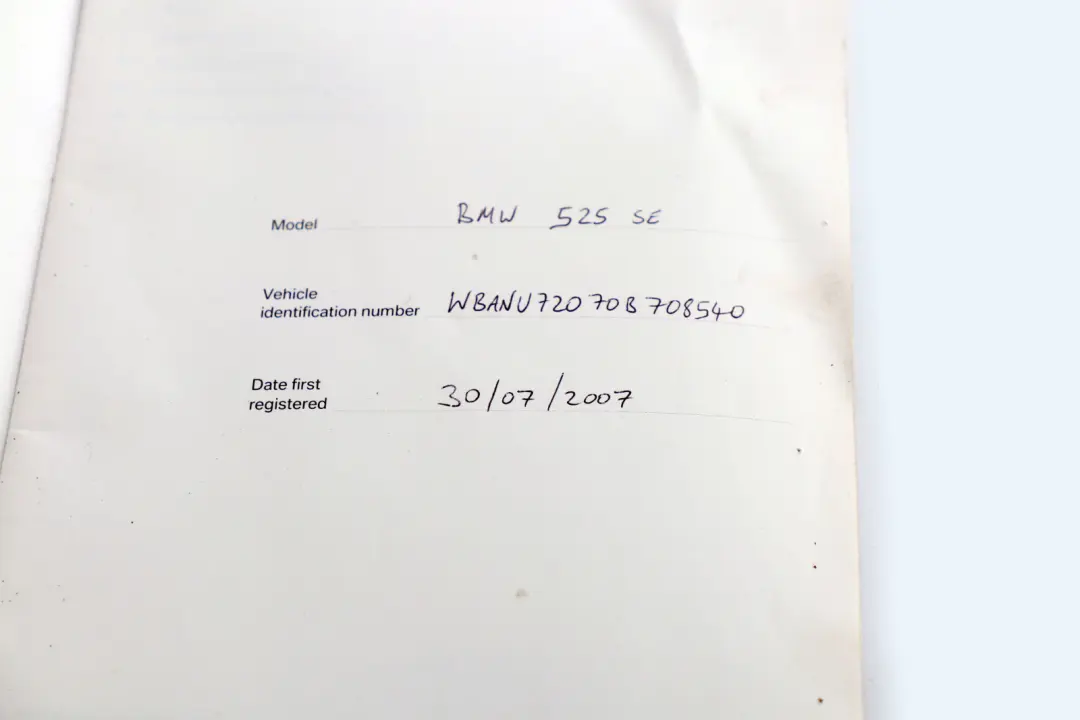 Model BMW 525 SE
Vehicle
identification number WBANU72070B708540
Date first
registered 30/07/2007